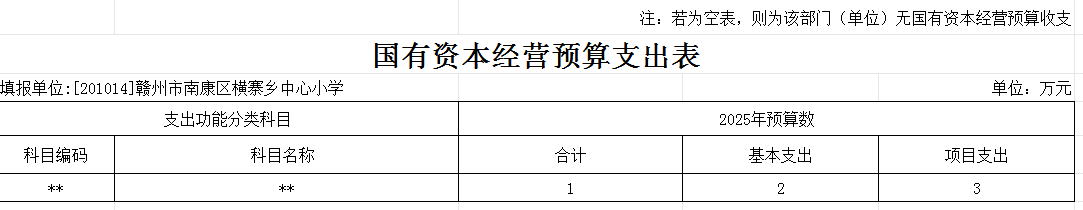 注：若为空表，则为该部门（单位）无国有资本经营预算收支
国有资本经营预算支出表
填报单位:[201014]赣州市南康区横寨乡中心小学 单位：万元
支出功能分类科目 2025年预算数
科目编码 科目名称 合计 基本支出 项目支出
** ** 1 2 3